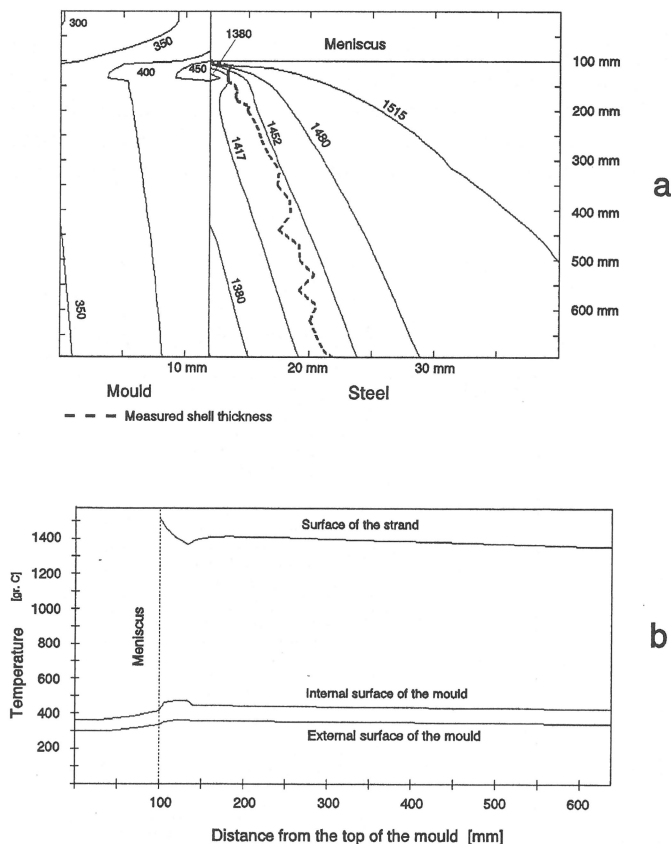 300
350
1380
Meniscus
400
450
1515
1480
1452
1417
1380
350
100 mm
200 mm
300 mm
400 mm
500 mm
600 mm
a
10 mm
20 mm
30 mm
Mould
Steel
Measured shell thickness
Temperature [gr. C]
1400
1200
1000
800
600
400
200
Surface of the strand
Meniscus
Internal surface of the mould
External surface of the mould
b
0
100
200
300
400
500
600
Distance from the top of the mould [mm]